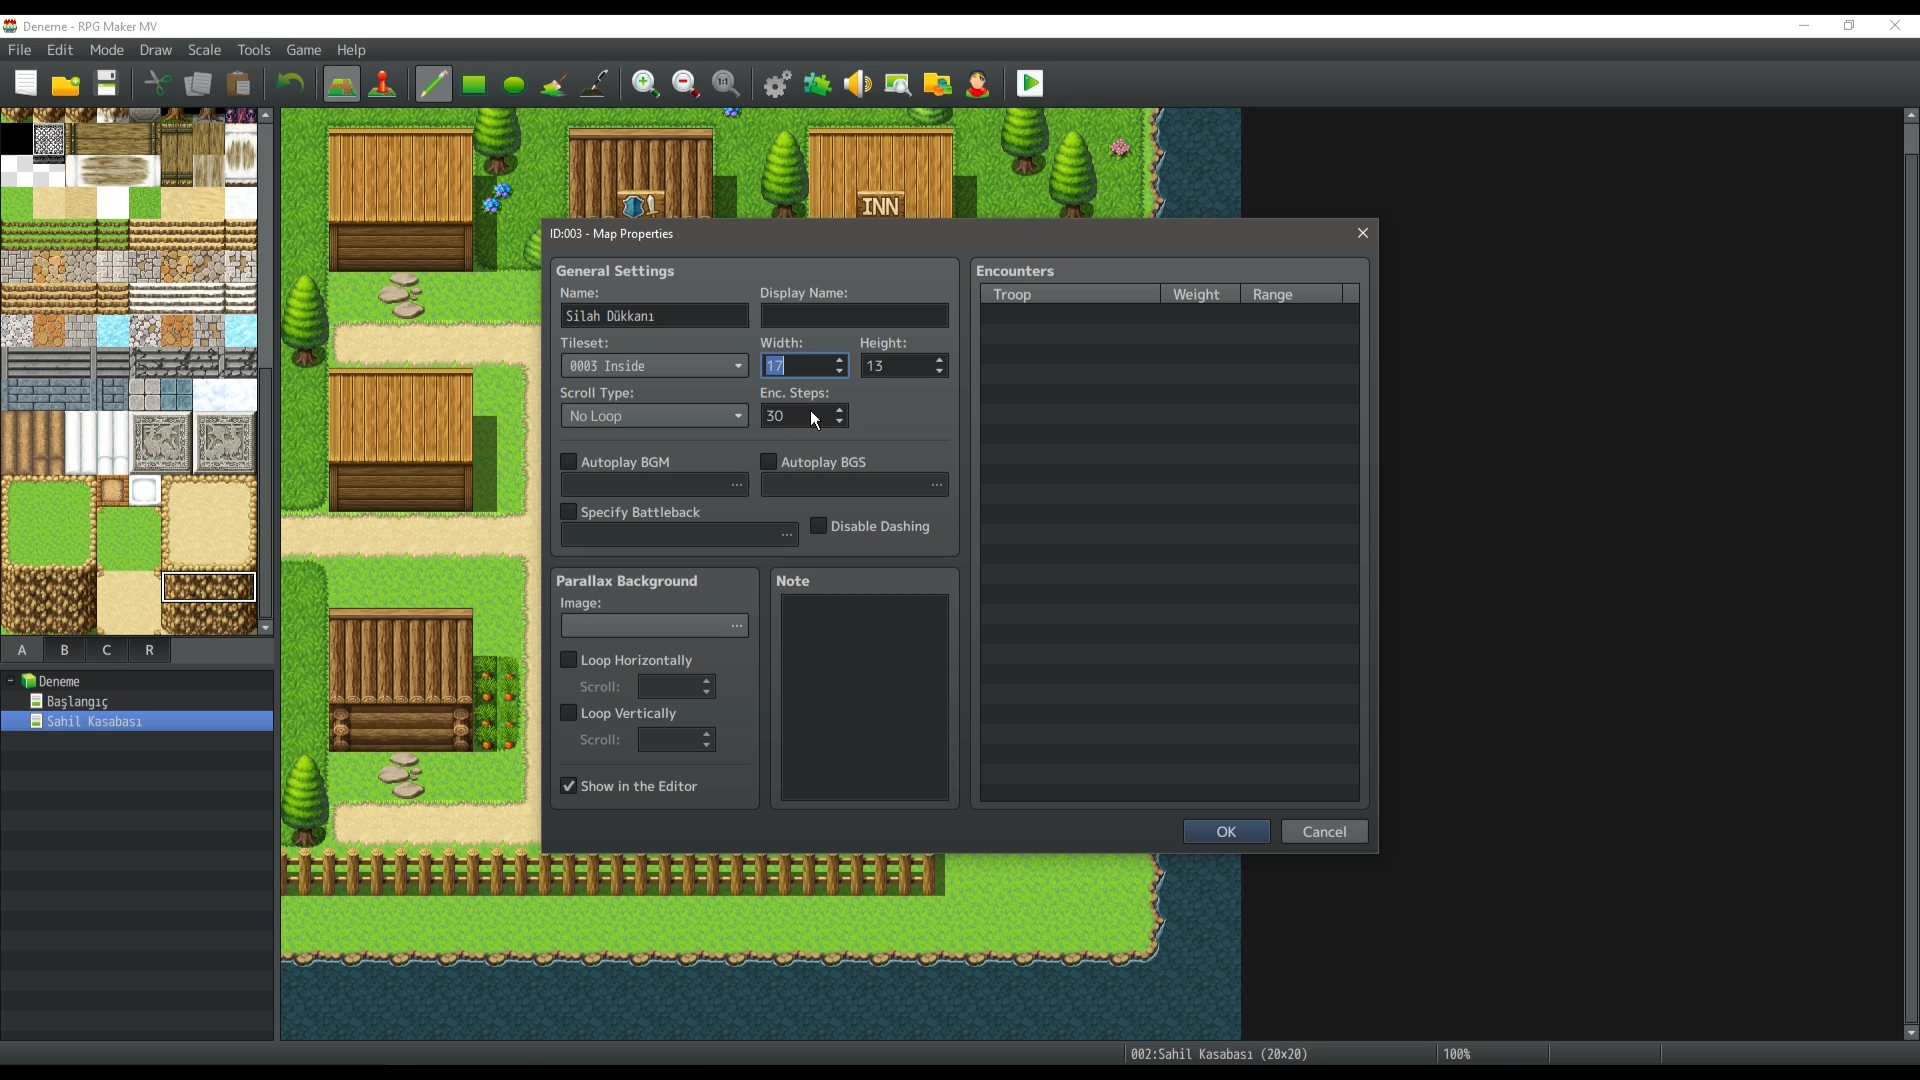 Deneme - RPG Maker MV
File Edit Mode Draw Scale Tools Game Help
1:1
INN
ID:003 - Map Properties
General Settings
Name:
Display Name:
Silah Dükkanı
Tileset:
Width:
Height:
0003 Inside
17
13
Scroll Type:
Enc. Steps:
No Loop
30
Autoplay BGM
Autoplay BGS
...
...
Specify Battleback
Disable Dashing
...
Parallax Background
Image:
...
Loop Horizontally
Scroll:
Loop Vertically
Scroll:
Show in the Editor
Note
Encounters
Troop Weight Range
OK
Cancel
A B C R
Deneme
Başlangıç
Sahil Kasabası
002:Sahil Kasabası (20x20)
100%